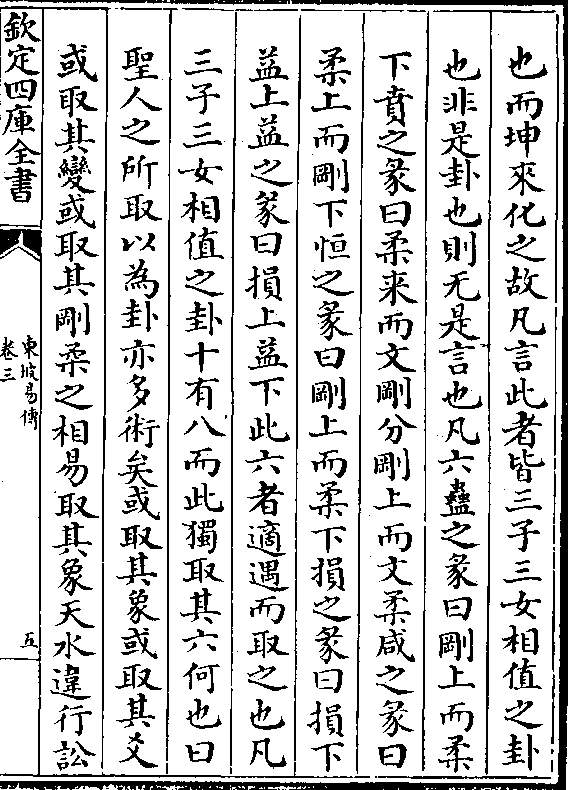 也而坤來化之故凡言此者皆三子三女相值之卦
也非是卦也則无是言也凡六蠱之彖曰剛上而柔
下賁之彖曰柔来而文剛分剛上而文柔咸之彖曰
柔上而剛下恒之彖曰剛上而柔下損之彖曰損下
益上益之彖曰損上益下此六者適遇而取之也凡
三子三女相值之卦十有八而此獨取其六何也曰
聖人之所取以為卦亦多術矣或取其象或取其爻
或取其變或取其剛柔之相易取其象天水違行訟
欽定四庫全書
東坡易傳
卷三
五